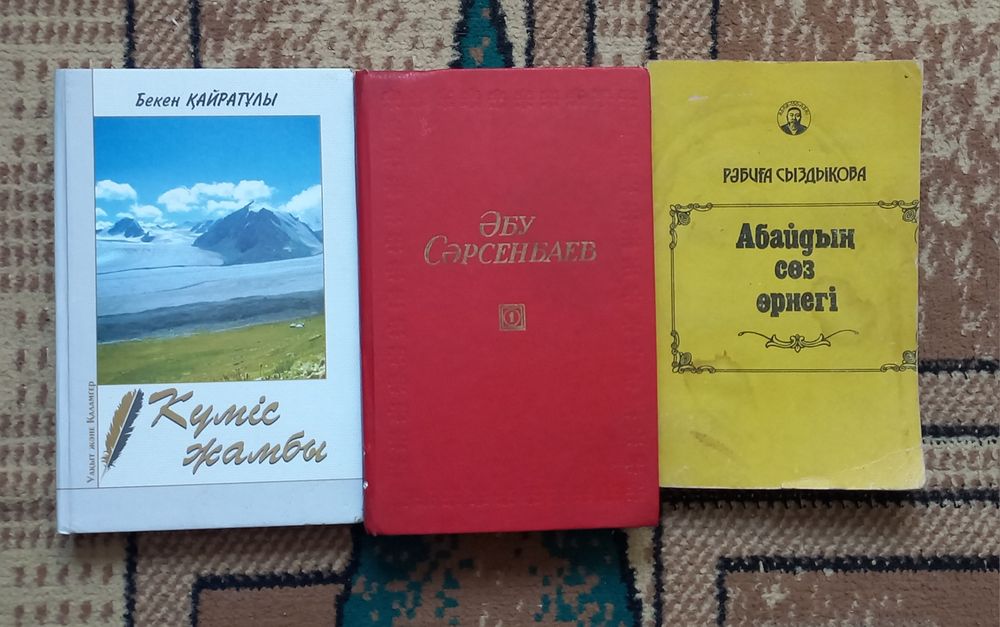 Бекен ҚАЙРАТҰЛЫ
Уақыт және Қаламгер
Күміс
жамбы
ӘБУ
СӘРСЕНБАЕВ
1
РӘБИҒА СЫЗДЫҚОВА
Абайдың
сөз
өрнегі